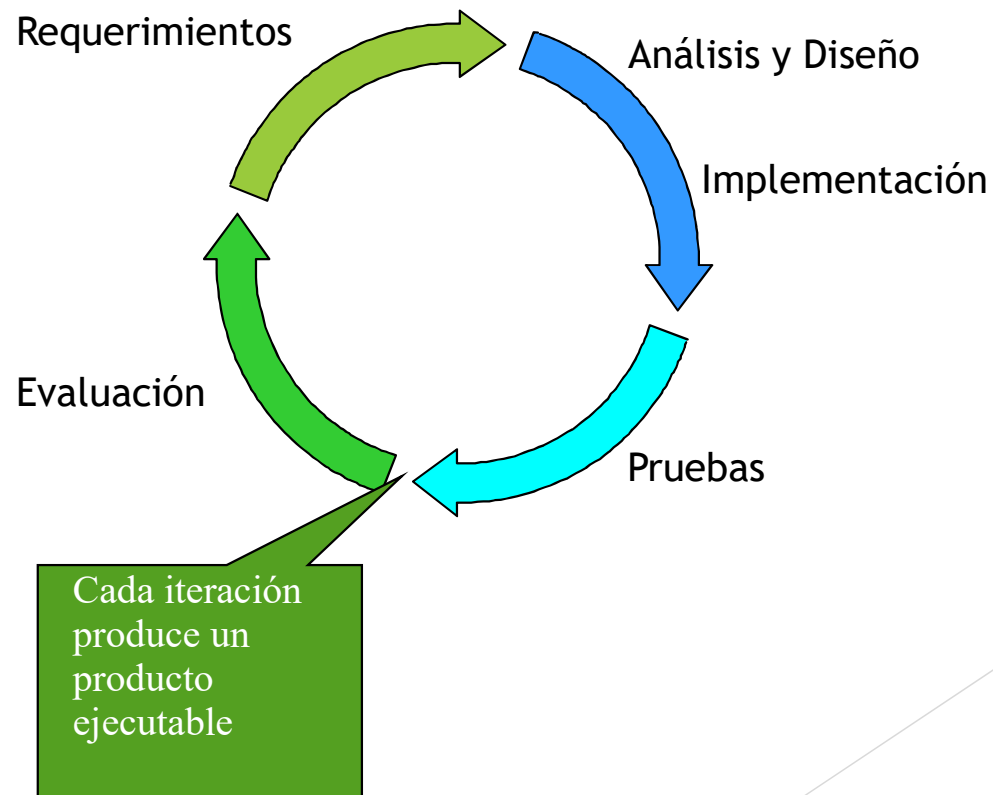 Requerimientos
Análisis y Diseño
Implementación
Pruebas
Evaluación
Cada iteración
produce un
producto
ejecutable